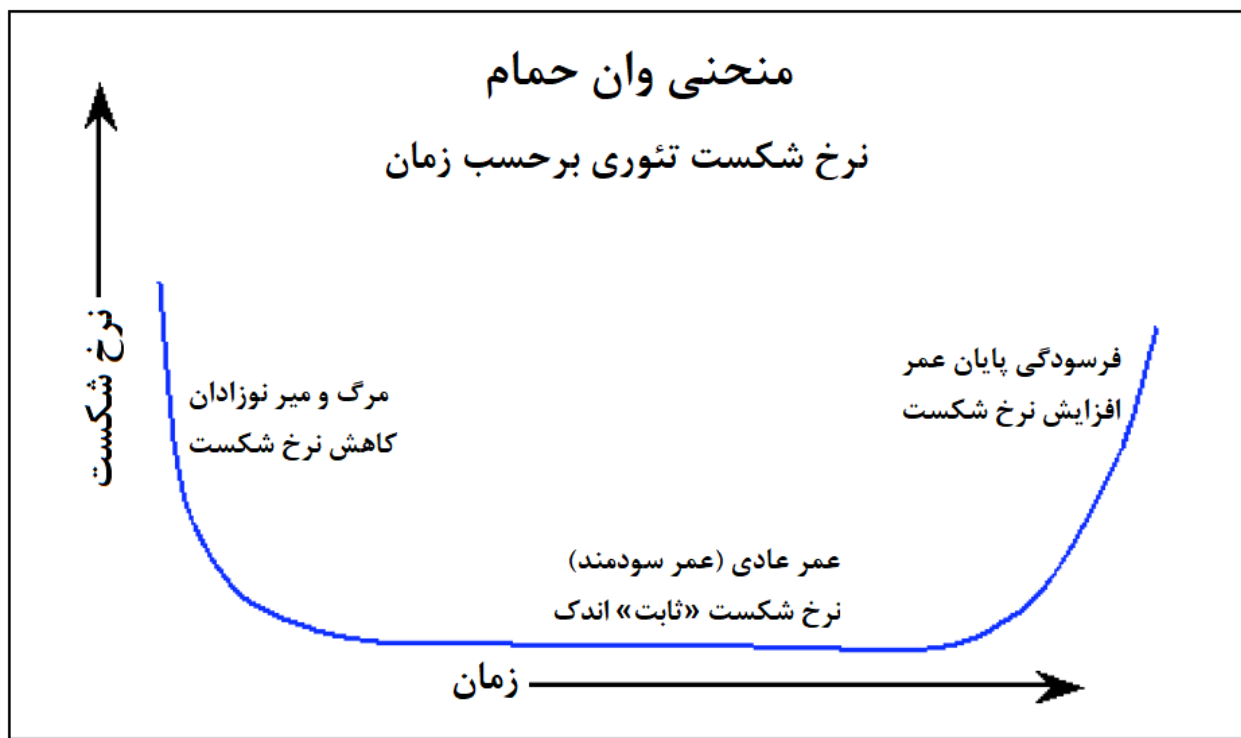 منحنی وان حمام
نرخ شکست تئوری برحسب زمان
نرخ شکست
مرگ و میر نوزادان
کاهش نرخ شکست
فرسودگی پایان عمر
افزایش نرخ شکست
عمر عادی (عمر سودمند)
نرخ شکست «ثابت» اندک
زمان